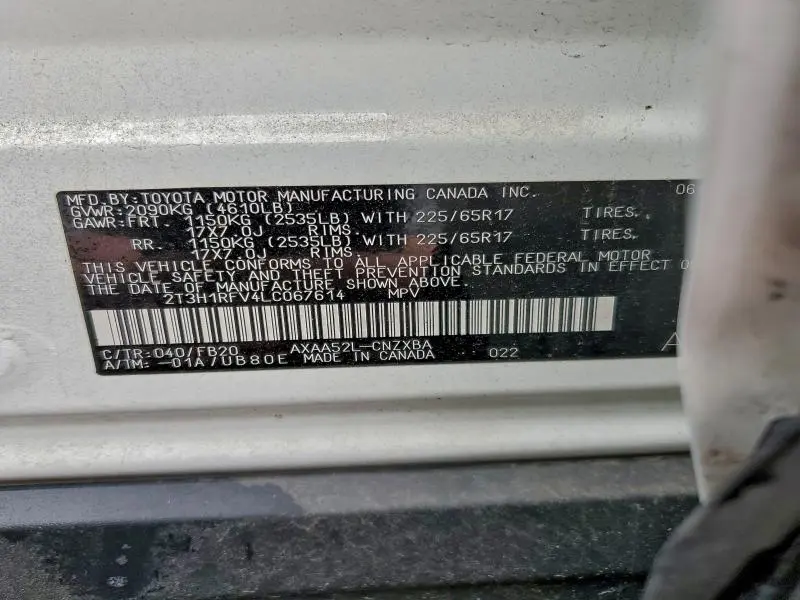 MFD. BY: TOYOTA MOTOR MANUFACTURING CANADA INC. 06
GVWR: 2090KG (4610LB)
GAWR: FRT. 1150KG (2535LB) WITH 225/65R17 TIRES,
17X7.0J RIMS.
RR. 1150KG (2535LB) WITH 225/65R17 TIRES,
17X7.0J RIMS.
THIS VEHICLE CONFORMS TO ALL APPLICABLE FEDERAL MOTOR
VEHICLE SAFETY AND THEFT PREVENTION STANDARDS IN EFFECT
THE DATE OF MANUFACTURE SHOWN ABOVE.
2T3H1RFV4LC067614 MPV
C/TR: 040/FB20 AXAA52L-CNZXBA A
A/TM: -01A/UB80E MADE IN CANADA 022